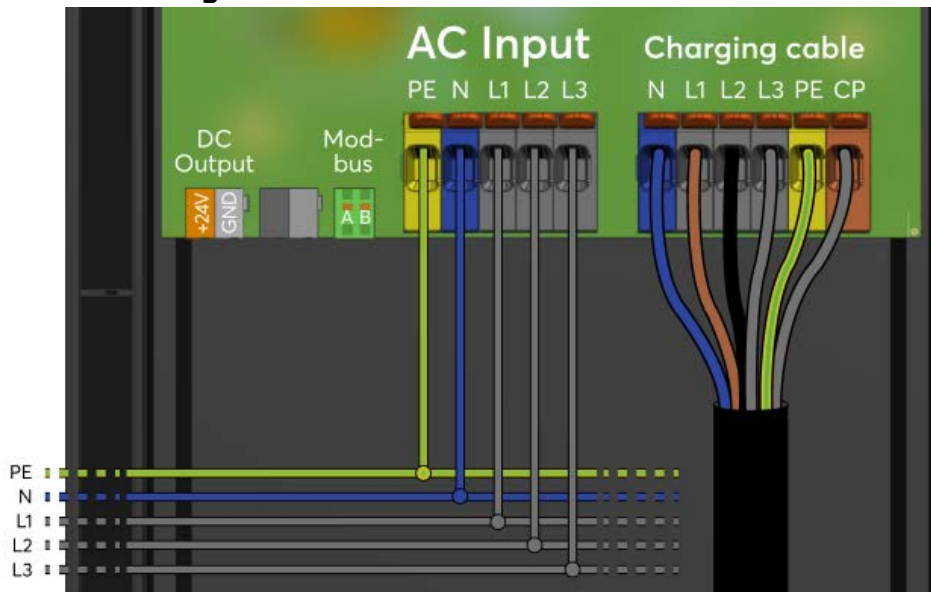 AC Input
Charging cable
PE N L1 L2 L3
N L1 L2 L3 PE CP
DC
Output
Mod-
bus
+24V
GND
A B
PE
N
L1
L2
L3